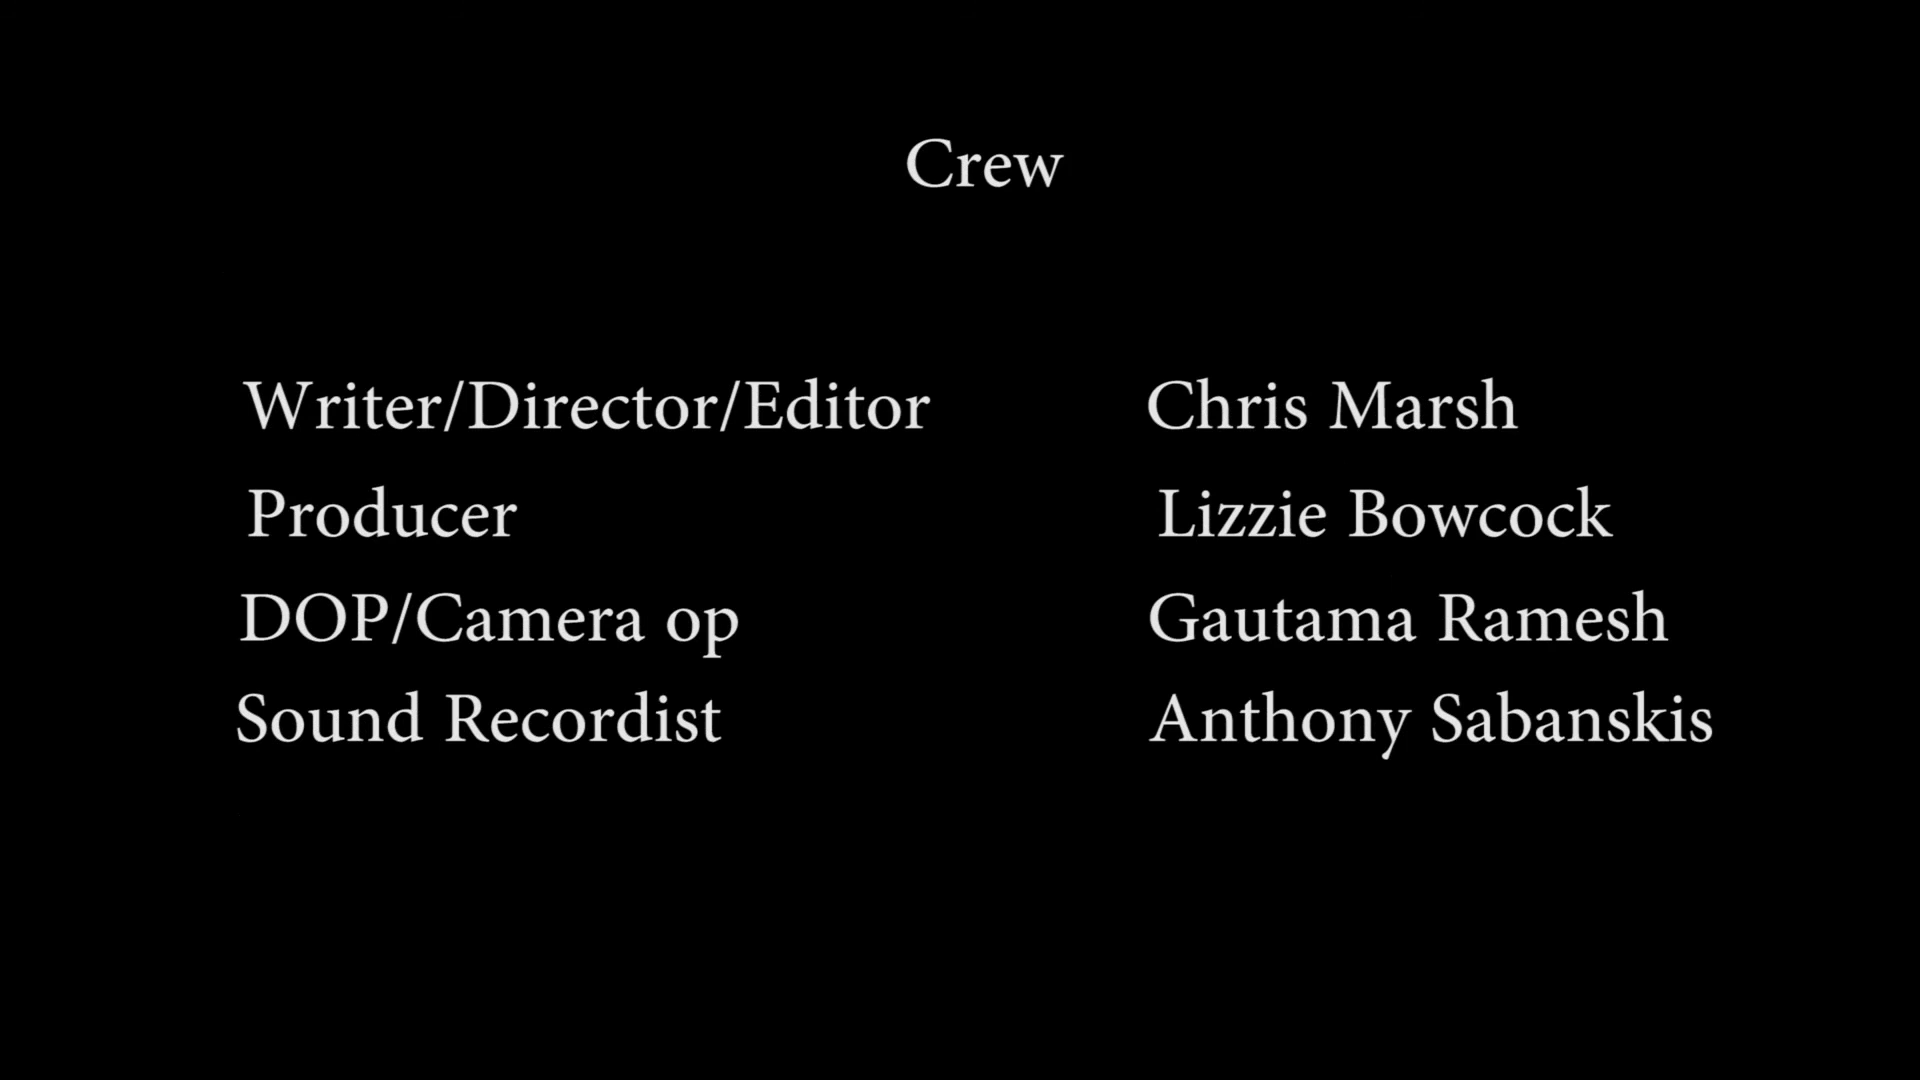 Crew
Writer/Director/Editor Chris Marsh
Producer Lizzie Bowcock
DOP/Camera op Gautama Ramesh
Sound Recordist Anthony Sabanskis